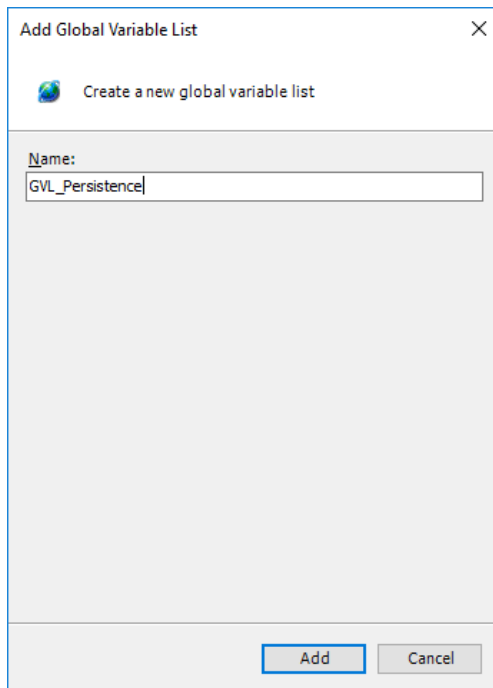 Add Global Variable List
Create a new global variable list
Name:
GVL_Persistence
Add Cancel